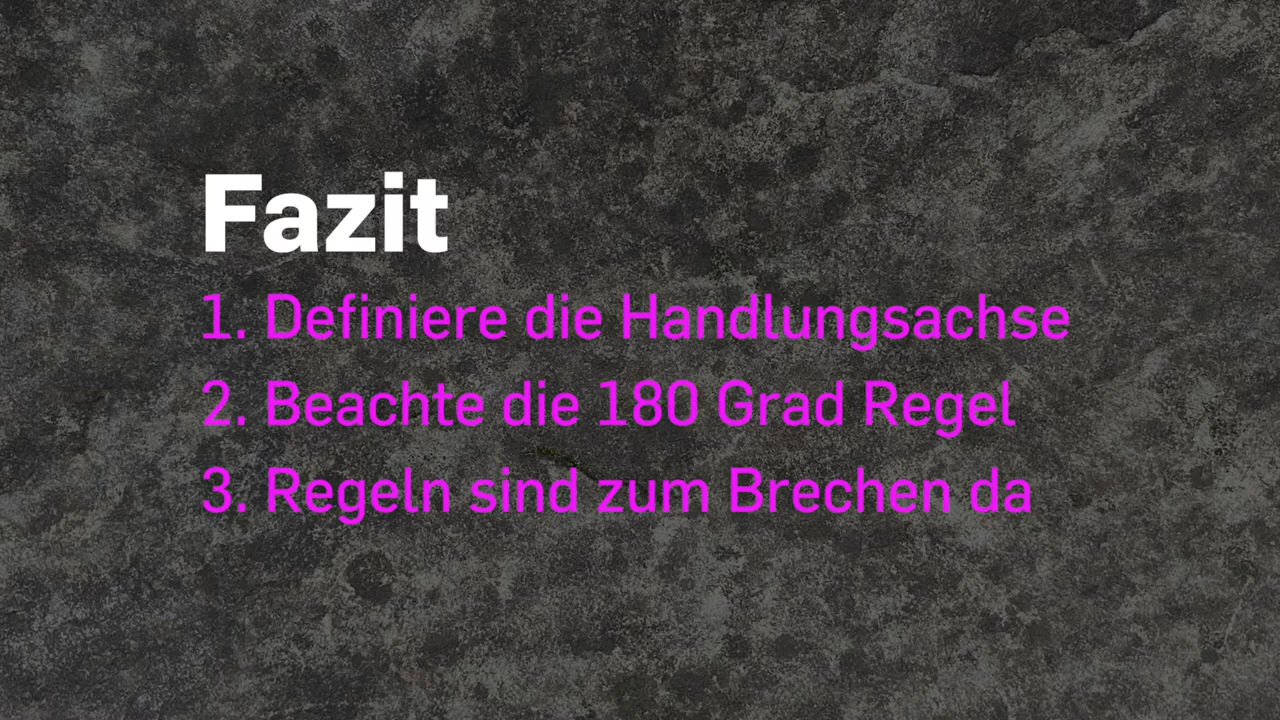 Fazit
1. Definiere die Handlungsachse
2. Beachte die 180 Grad Regel
3. Regeln sind zum Brechen da